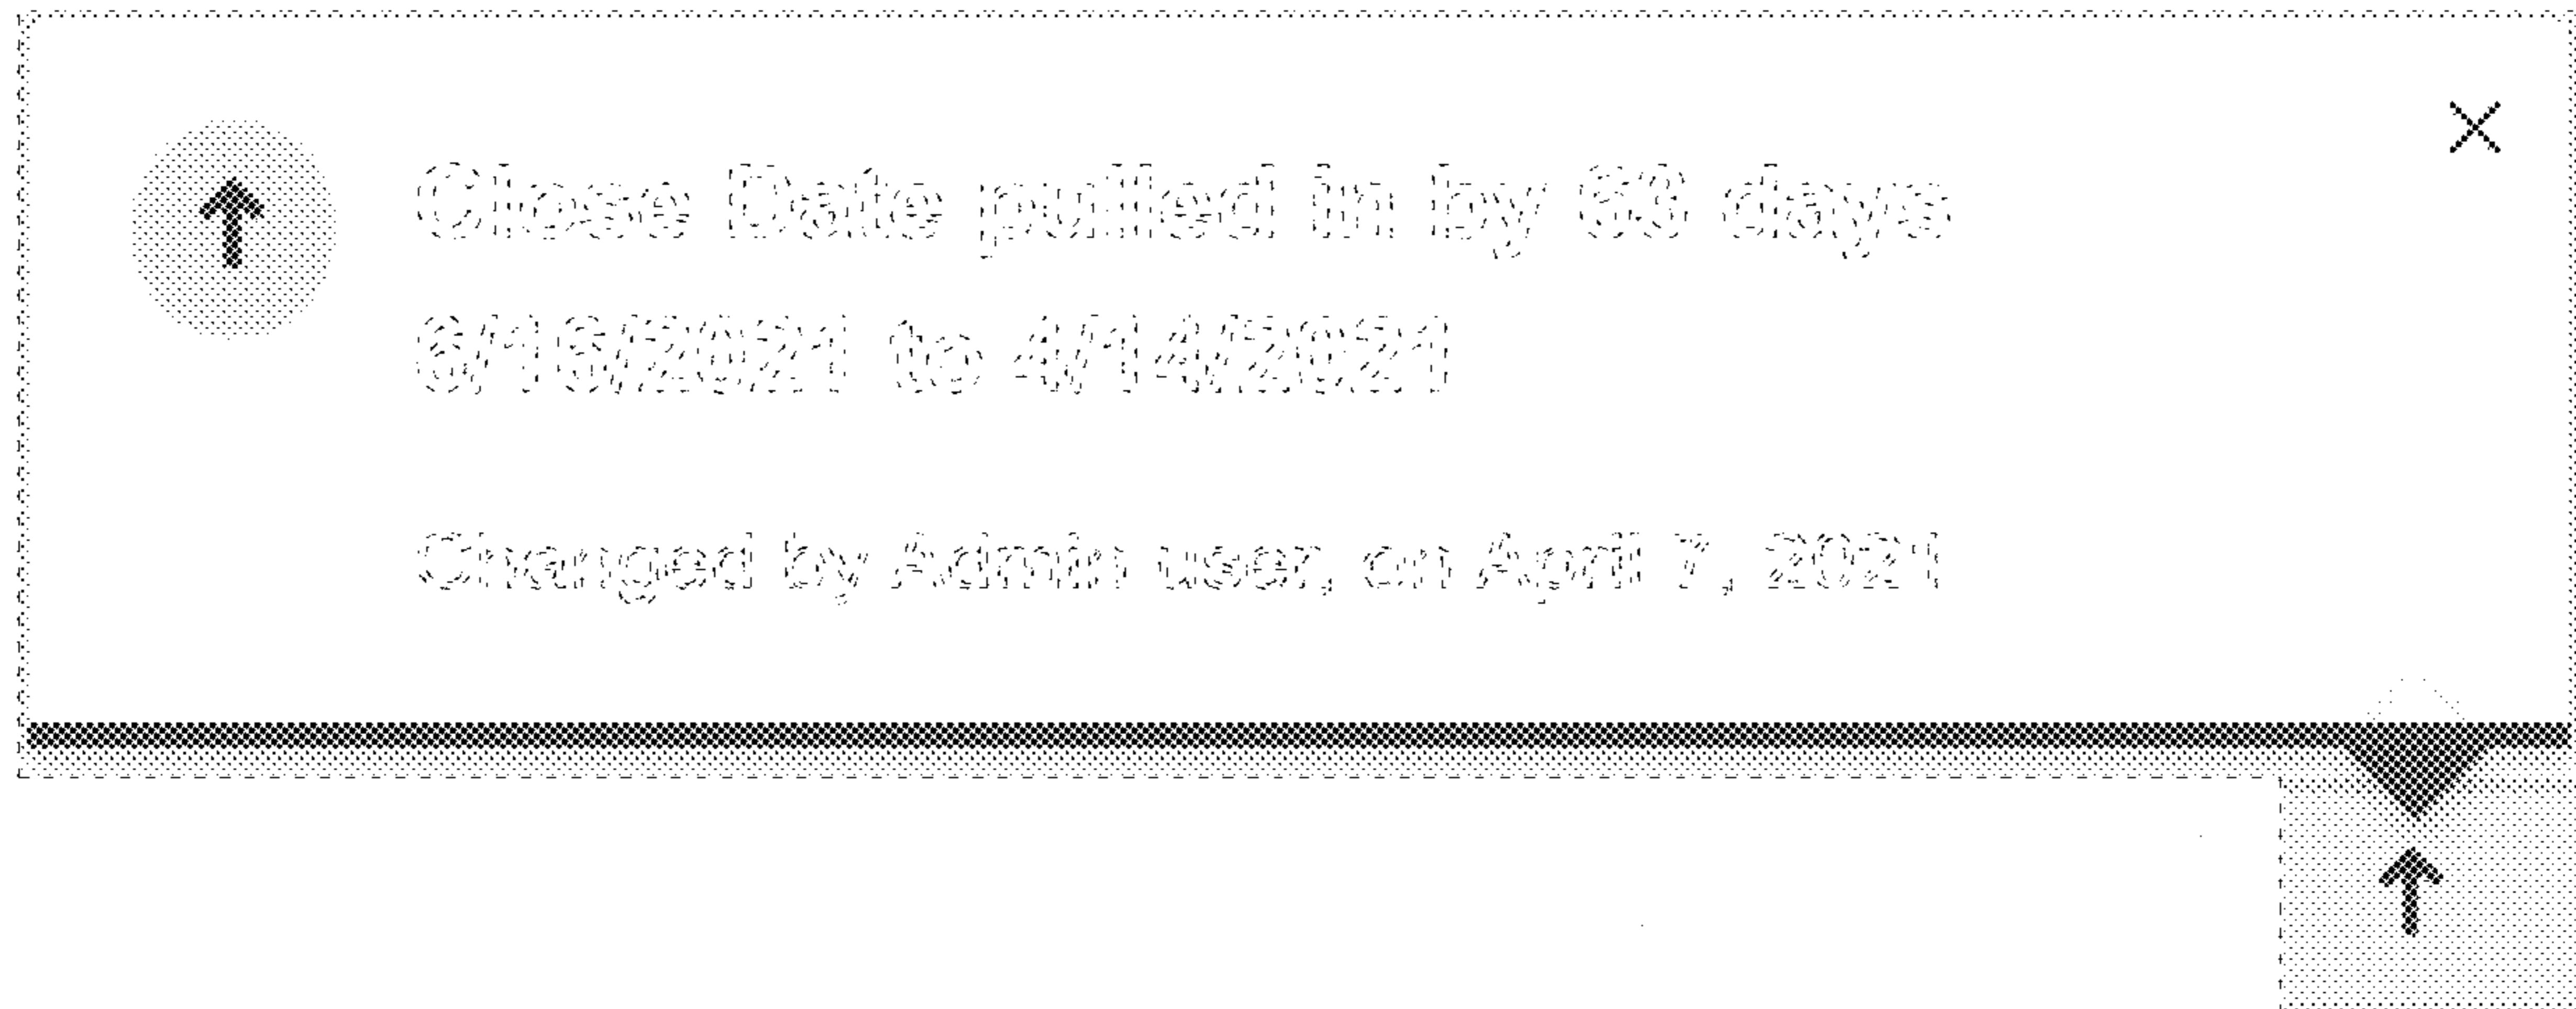 Close Date pulled in by 63 days
6/16/2021 to 4/14/2021
Changed by Admin user, on April 7, 2021